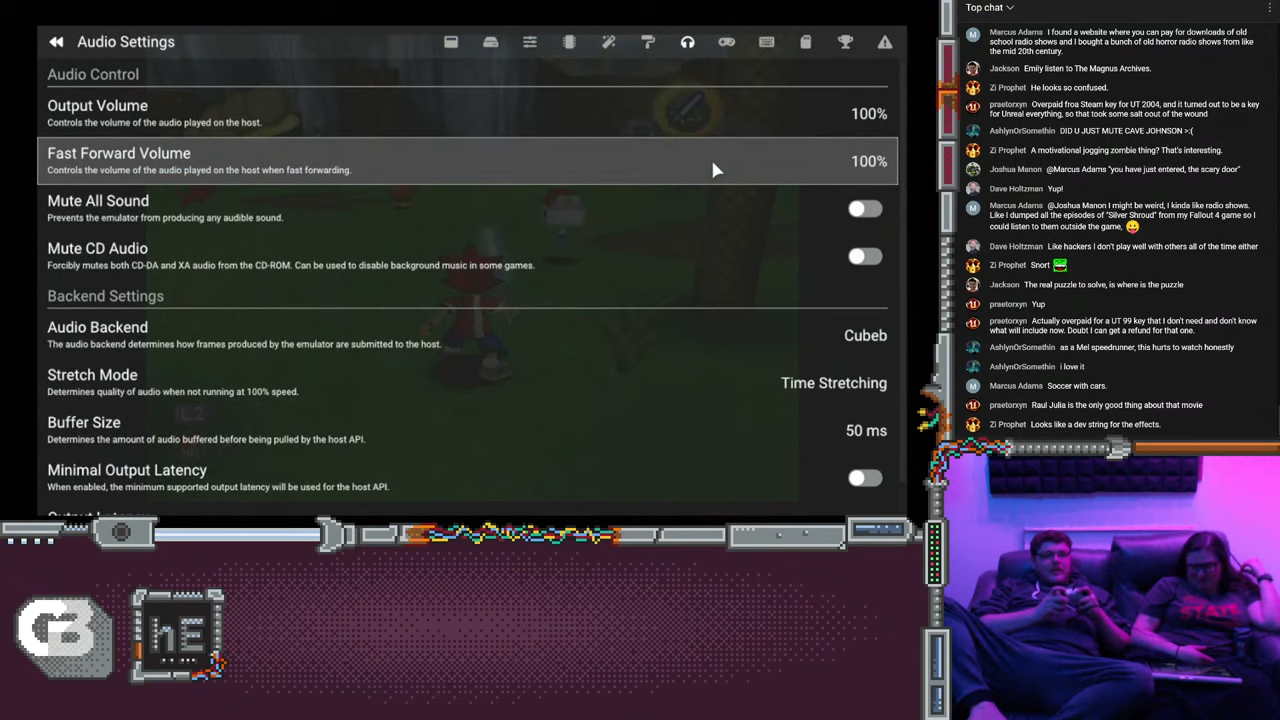 Audio Settings
Audio Control
Output Volume
Controls the volume of the audio played on the host.
100%
Fast Forward Volume
Controls the volume of the audio played on the host when fast forwarding.
100%
Mute All Sound
Prevents the emulator from producing any audible sound.
Mute CD Audio
Forcibly mutes both CD-DA and XA audio from the CD-ROM. Can be used to disable background music in some games.
Backend Settings
Audio Backend
The audio backend determines how frames produced by the emulator are submitted to the host.
Cubeb
Stretch Mode
Determines quality of audio when not running at 100% speed.
Time Stretching
Buffer Size
Determines the amount of audio buffered before being pulled by the host API.
50 ms
Minimal Output Latency
When enabled, the minimum supported output latency will be used for the host API.
GB
hE
Top chat
M
Marcus Adams I found a website where you can pay for downloads of old
school radio shows and I bought a bunch of old horror radio shows from like
the mid 20th century.
Jackson Emily listen to The Magnus Archives.
Zi Prophet He looks so confused.
praetorxyn Overpaid froa Steam key for UT 2004, and it turned out to be a key
for Unreal everything, so that took some salt oout of the wound
AshlynOrSomethin DID U JUST MUTE CAVE JOHNSON >:(
Zi Prophet A motivational jogging zombie thing? That's interesting.
Joshua Manon @Marcus Adams "you have just entered, the scary door"
Dave Holtzman Yup!
M
Marcus Adams @Joshua Manon I might be weird, I kinda like radio shows.
Like I dumped all the episodes of "Silver Shroud" from my Fallout 4 game so I
could listen to them outside the game,
Dave Holtzman Like hackers I don't play well with others all of the time either
Zi Prophet Snort
Jackson The real puzzle to solve, is where is the puzzle
praetorxyn Yup
praetorxyn Actually overpaid for a UT 99 key that I don't need and don't know
what will include now. Doubt I can get a refund for that one.
AshlynOrSomethin as a Mel speedrunner, this hurts to watch honestly
AshlynOrSomethin i love it
M
Marcus Adams Soccer with cars.
praetorxyn Raul Julia is the only good thing about that movie
Zi Prophet Looks like a dev string for the effects.
STATE